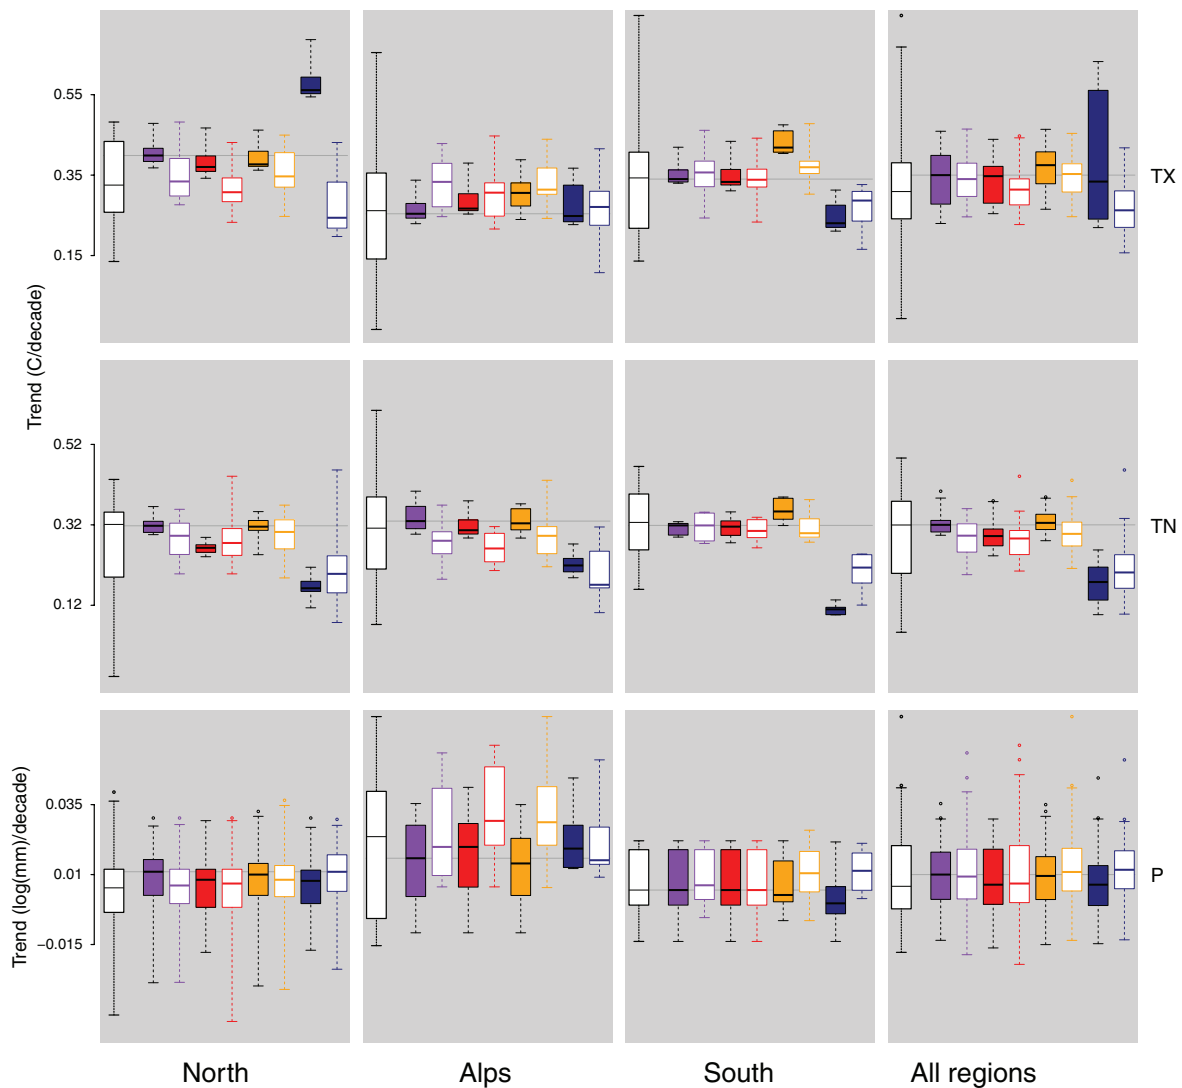 Trend (C/decade)
0.55
0.35
0.15
TX
0.52
0.32
0.12
TN
Trend (log(mm)/decade)
0.035
0.01
−0.015
P
North
Alps
South
All regions